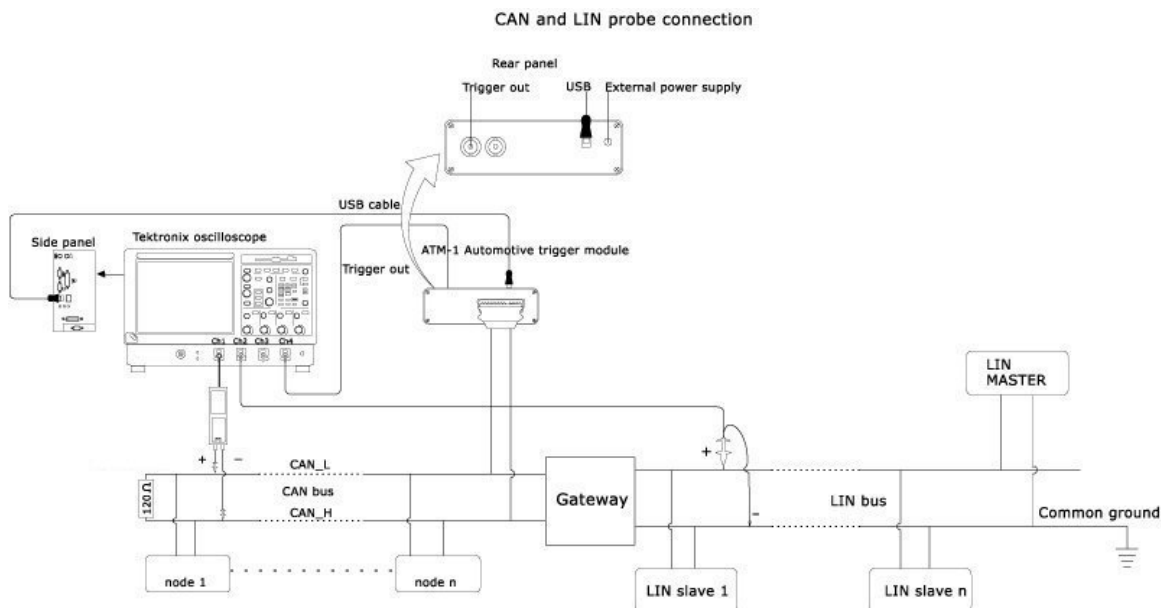 CAN and LIN probe connection
Rear panel
Trigger out
USB
External power supply
USB cable
Side panel
Tektronix oscilloscope
ATM-1 Automotive trigger module
Trigger out
Ch1
Ch2
Ch3
Ch4
LIN
MASTER
+
-
+
CAN_L
120 Ω
CAN bus
Gateway
LIN bus
CAN_H
-
Common ground
node 1
node n
LIN slave 1
LIN slave n